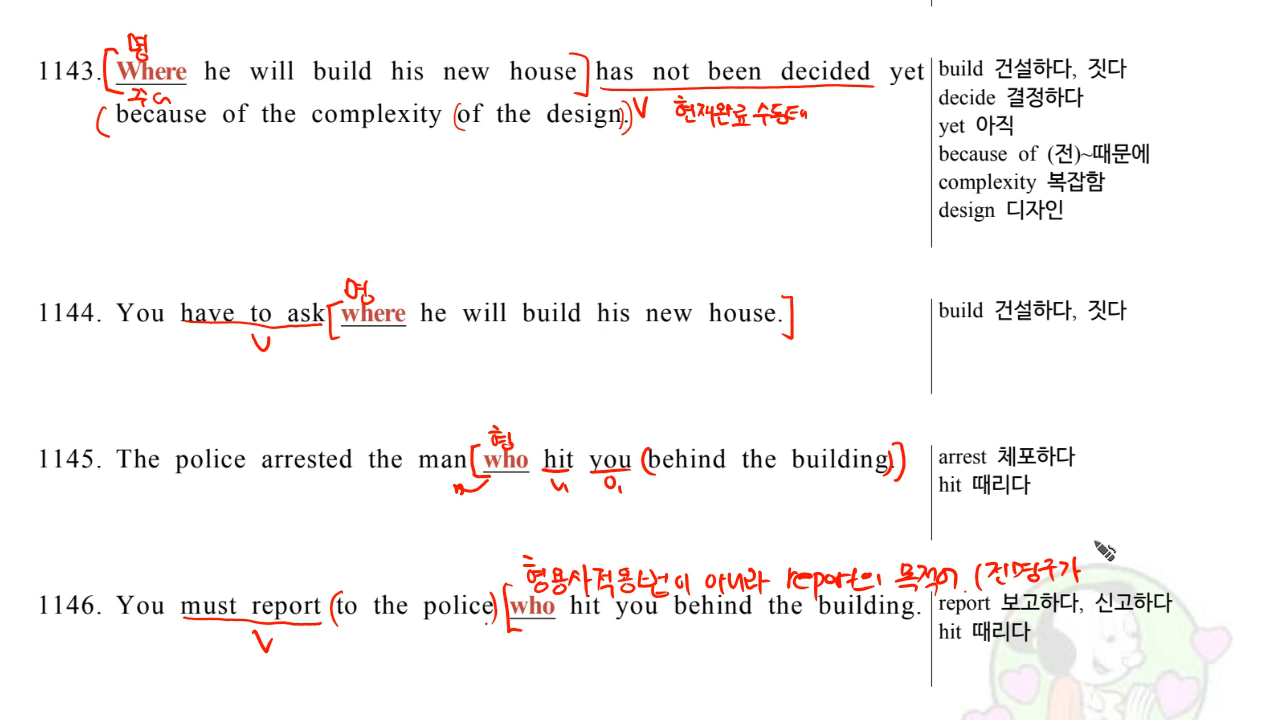 명
1143. Where he will build his new house has not been decided yet
because of the complexity of the design.
V 현재완료 수동태
build 건설하다, 짓다
decide 결정하다
yet 아직
because of (전)~때문에
complexity 복잡함
design 디자인
명
1144. You have to ask where he will build his new house.
V
build 건설하다, 짓다
형
1145. The police arrested the man who hit you behind the building.
arrest 체포하다
hit 때리다
형용사적용법이 아니라 report의 목적어. (전명구가
1146. You must report to the police who hit you behind the building.
V
report 보고하다, 신고하다
hit 때리다